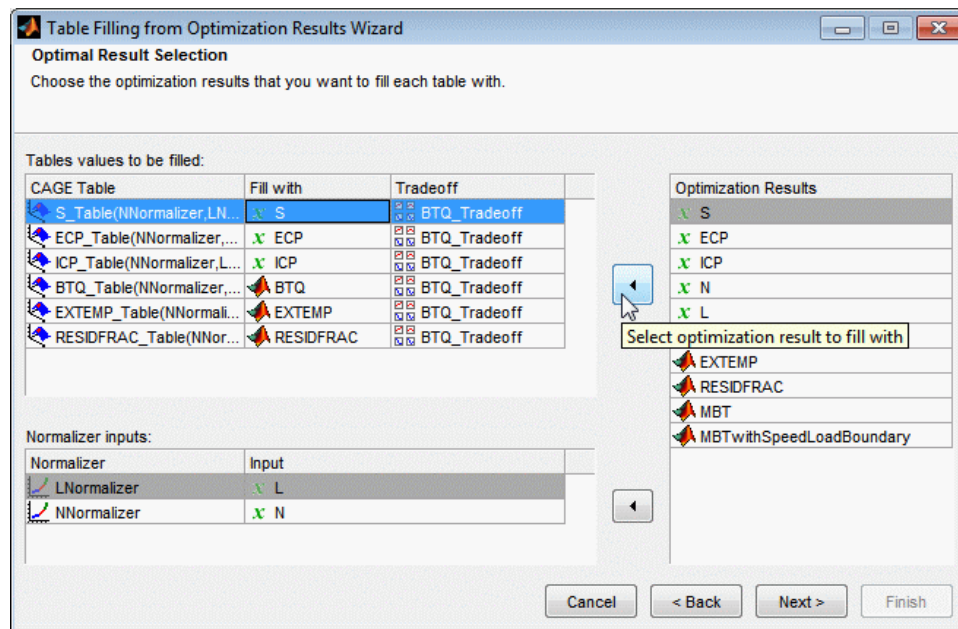 Table Filling from Optimization Results Wizard
Optimal Result Selection
Choose the optimization results that you want to fill each table with.
Tables values to be filled:
CAGE Table Fill with Tradeoff
S_Table(NNormalizer,LN... x S BTQ_Tradeoff
ECP_Table(NNormalizer,... x ECP BTQ_Tradeoff
ICP_Table(NNormalizer,L... x ICP BTQ_Tradeoff
BTQ_Table(NNormalizer,... BTQ BTQ_Tradeoff
EXTEMP_Table(NNormali... EXTEMP BTQ_Tradeoff
RESIDFRAC_Table(NNor... RESIDFRAC BTQ_Tradeoff
Optimization Results
x S
x ECP
x ICP
x N
x L
Select optimization result to fill with
EXTEMP
RESIDFRAC
MBT
MBTwithSpeedLoadBoundary
Normalizer inputs:
Normalizer Input
LNormalizer x L
NNormalizer x N
Cancel < Back Next > Finish